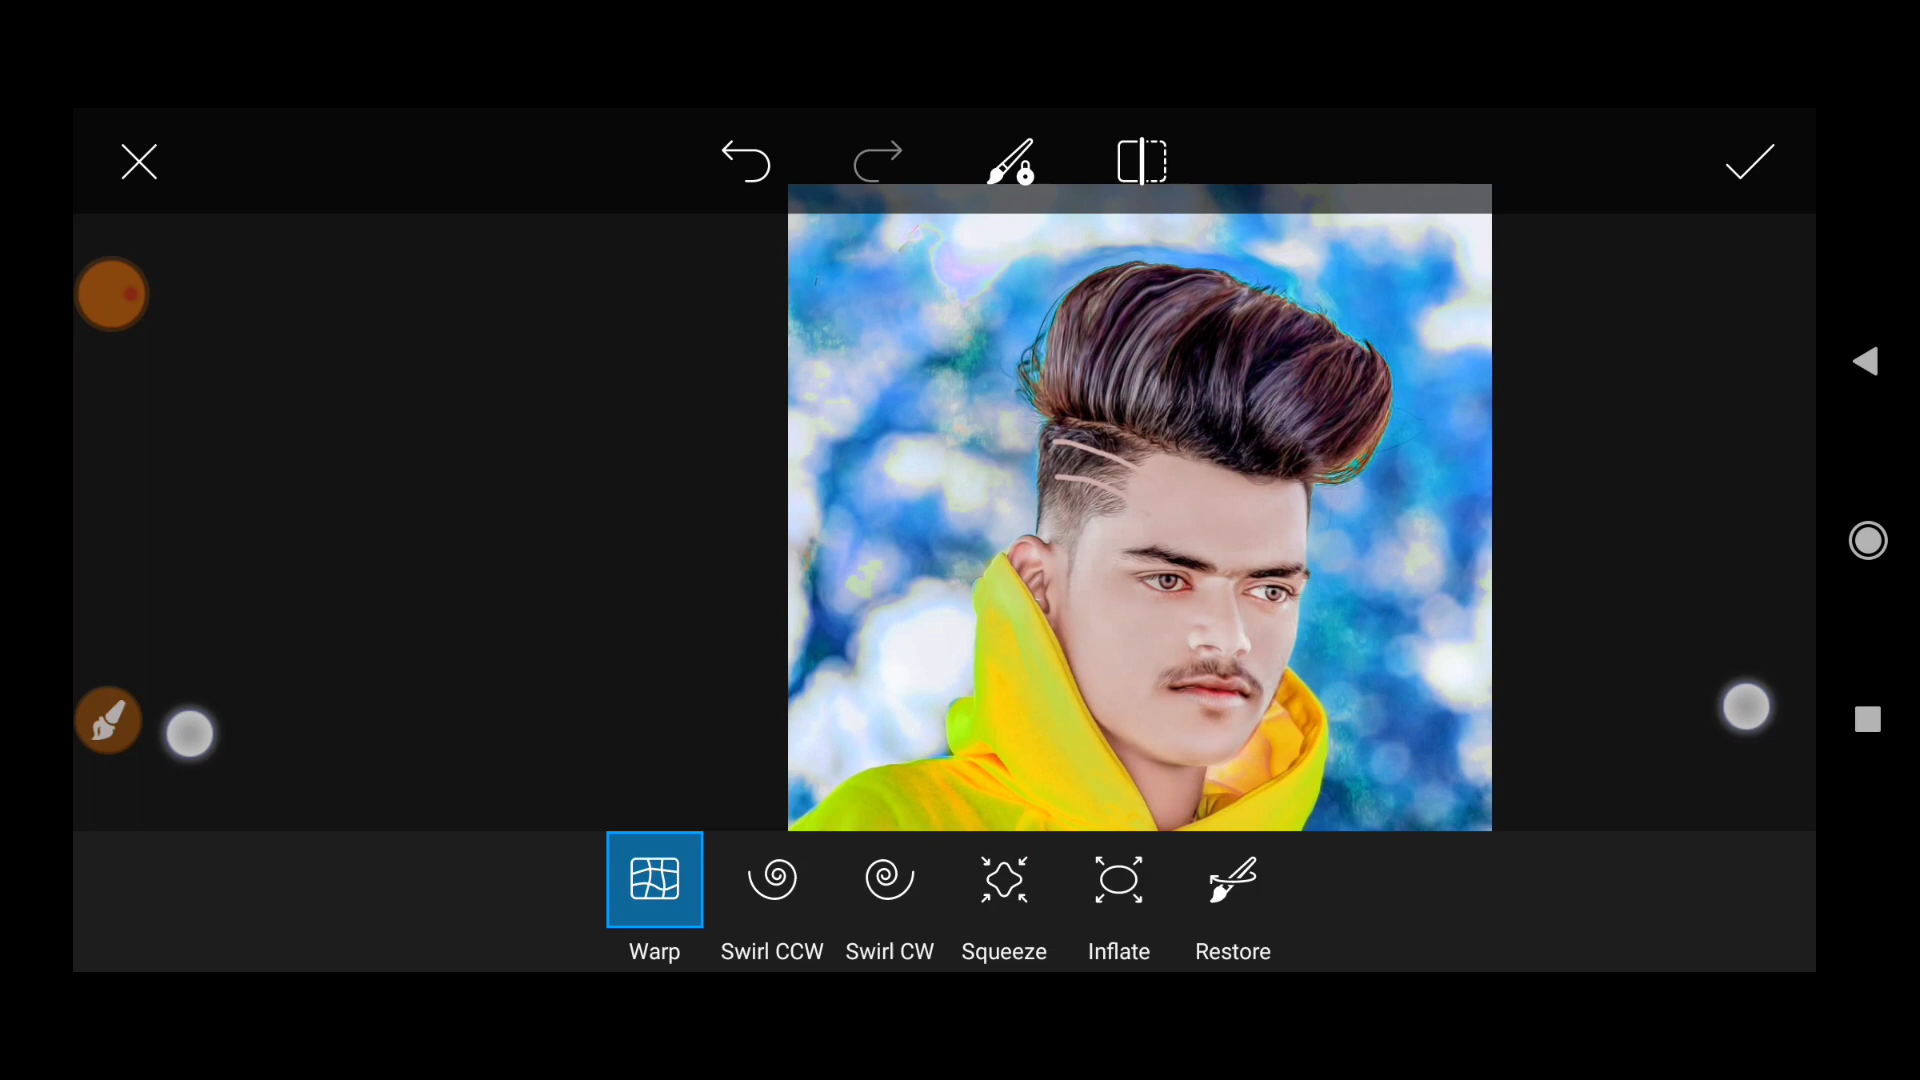 Warp
Swirl CCW
Swirl CW
Squeeze
Inflate
Restore